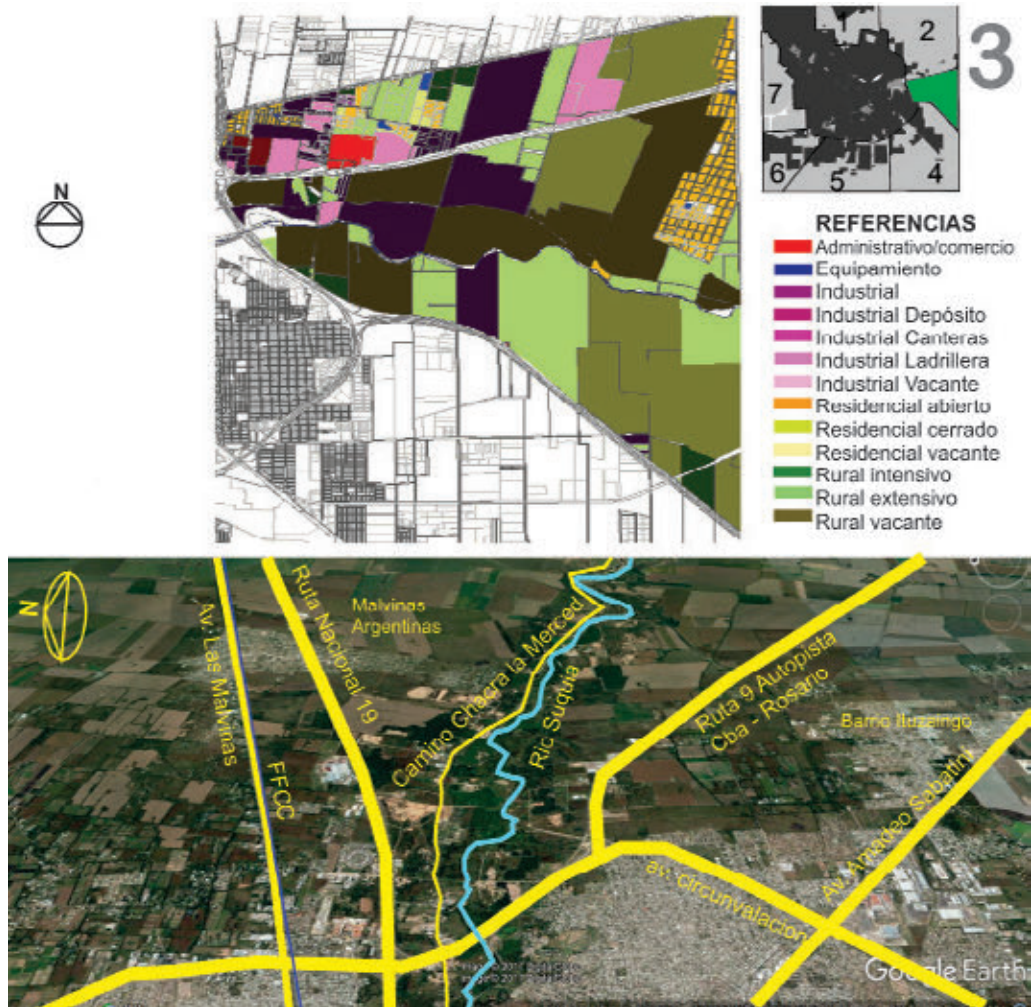 3
1
2
7
6
5
4
N
REFERENCIAS
Administrativo/comercio
Equipamiento
Industrial
Industrial Depósito
Industrial Canteras
Industrial Ladrillera
Industrial Vacante
Residencial abierto
Residencial cerrado
Residencial vacante
Rural intensivo
Rural extensivo
Rural vacante
N
Av. Las Malvinas
FFCC
Ruta Nacional 19
Malvinas
Argentinas
Camino Chacra la Merced
Rio Suquia
Ruta 9 Autopista
Cba - Rosario
Barrio Ituzaingo
Av. Amadeo Sabatini
av. circunvalacion
Google Earth